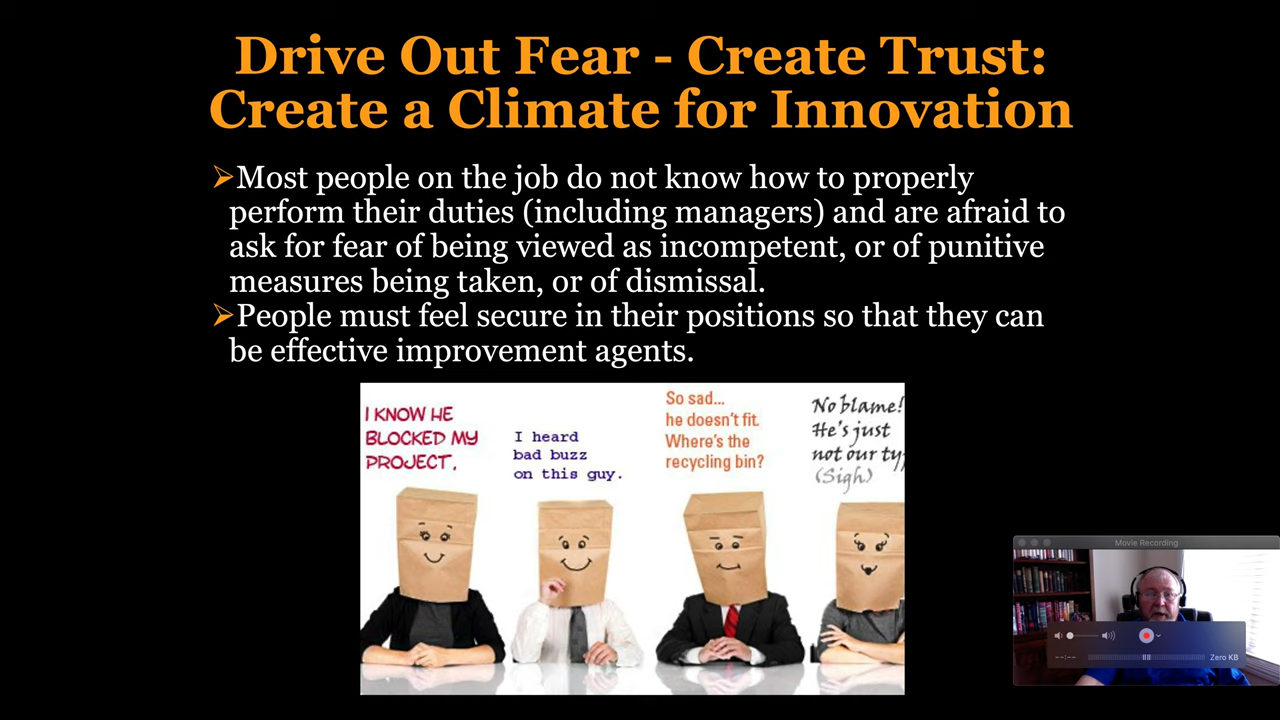 Drive Out Fear - Create Trust:
Create a Climate for Innovation
➢Most people on the job do not know how to properly
perform their duties (including managers) and are afraid to
ask for fear of being viewed as incompetent, or of punitive
measures being taken, or of dismissal.
➢People must feel secure in their positions so that they can
be effective improvement agents.
I KNOW HE
BLOCKED MY
PROJECT.
I heard
bad buzz
on this guy.
So sad...
he doesn't fit.
Where's the
recycling bin?
No blame!
He's just
not our ty
(Sigh)
Movie Recording
--:--
Zero KB